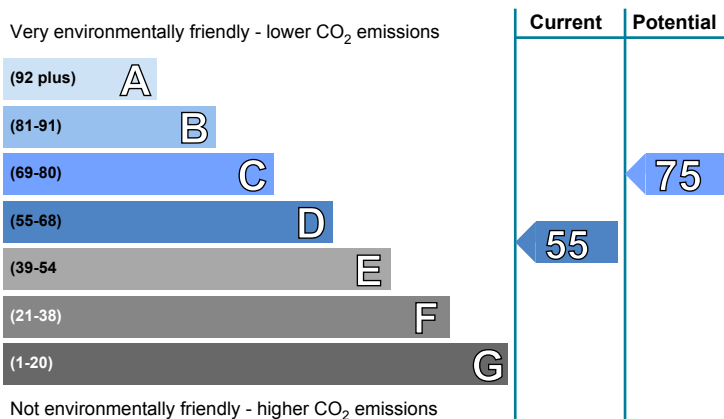 Current Potential
Very environmentally friendly - lower CO2 emissions
(92 plus) A
(81-91) B
(69-80) C
75
(55-68) D
55
(39-54 E
(21-38) F
(1-20) G
Not environmentally friendly - higher CO2 emissions